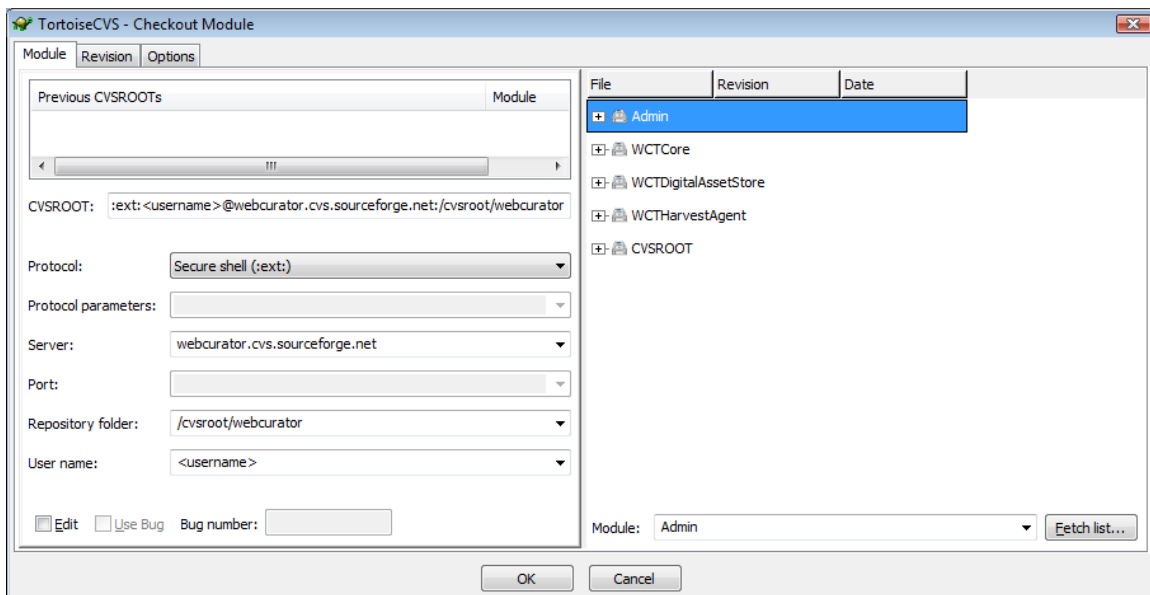 TortoiseCVS - Checkout Module
Module Revision Options
Previous CVSROOTs Module
CVSROOT: :ext:<username>@webcurator.cvs.sourceforge.net:/cvsroot/webcurator
Protocol: Secure shell (:ext:)
Protocol parameters:
Server: webcurator.cvs.sourceforge.net
Port:
Repository folder: /cvsroot/webcurator
User name: <username>
Edit Use Bug Bug number:
File Revision Date
Admin
WCTCore
WCTDigitalAssetStore
WCTHarvestAgent
CVSROOT
Module: Admin Fetch list...
OK Cancel